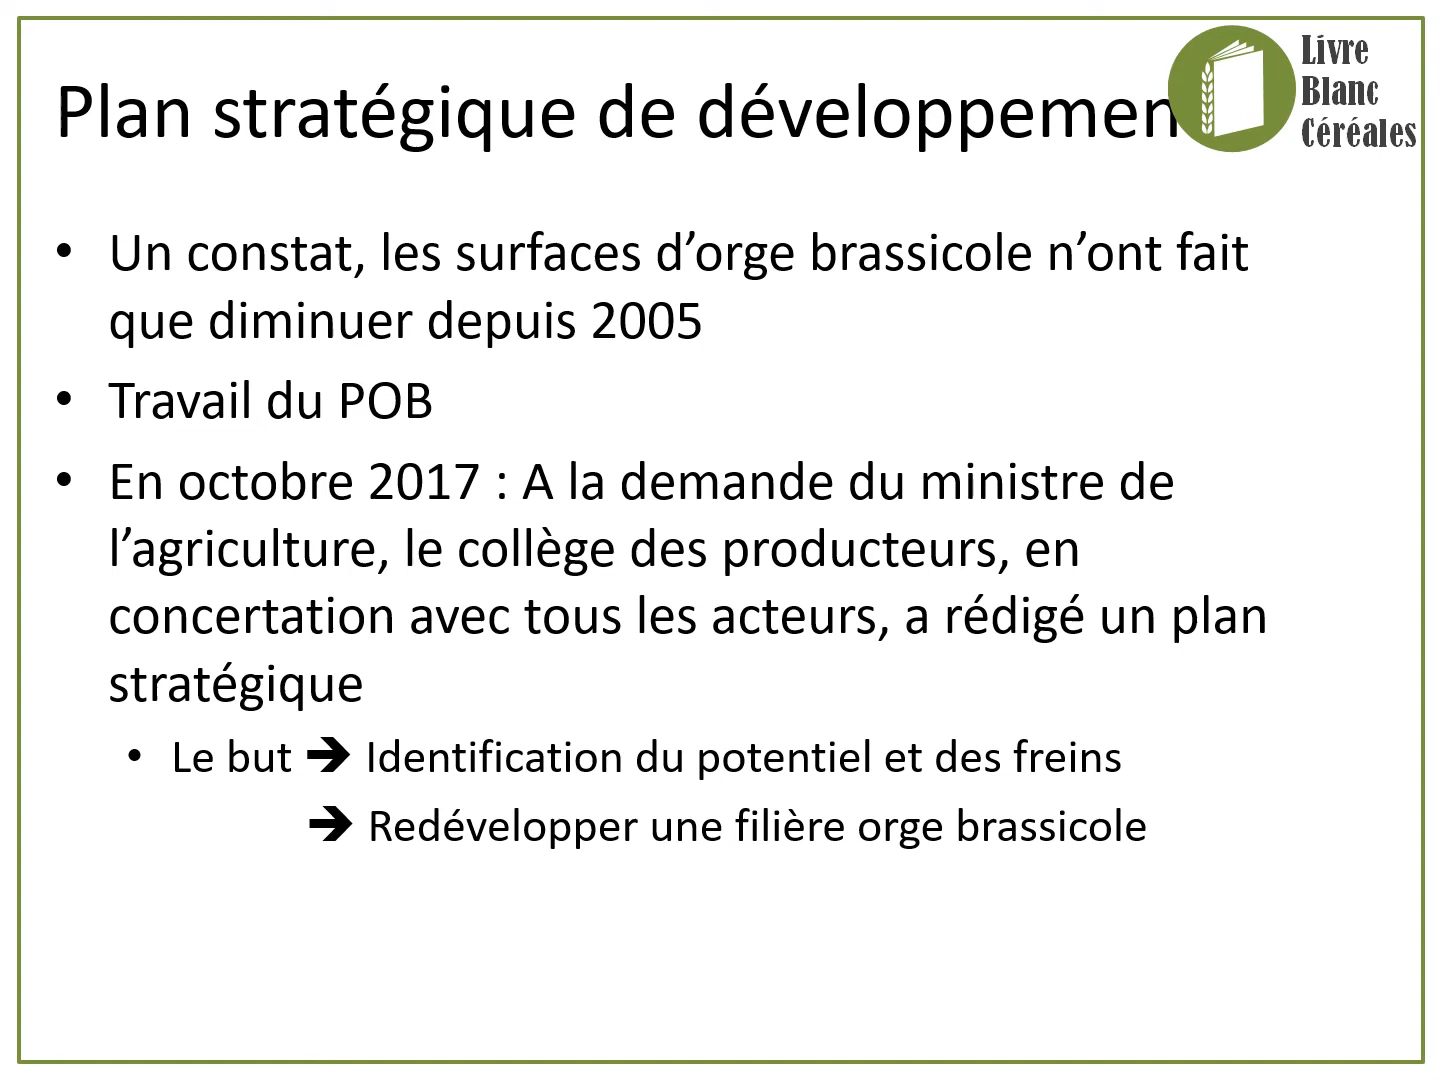 Plan stratégique de développemen
Livre
Blanc
Céréales
• Un constat, les surfaces d’orge brassicole n’ont fait
que diminuer depuis 2005
• Travail du POB
• En octobre 2017 : A la demande du ministre de
l’agriculture, le collège des producteurs, en
concertation avec tous les acteurs, a rédigé un plan
stratégique
• Le but ➔ Identification du potentiel et des freins
➔ Redévelopper une filière orge brassicole